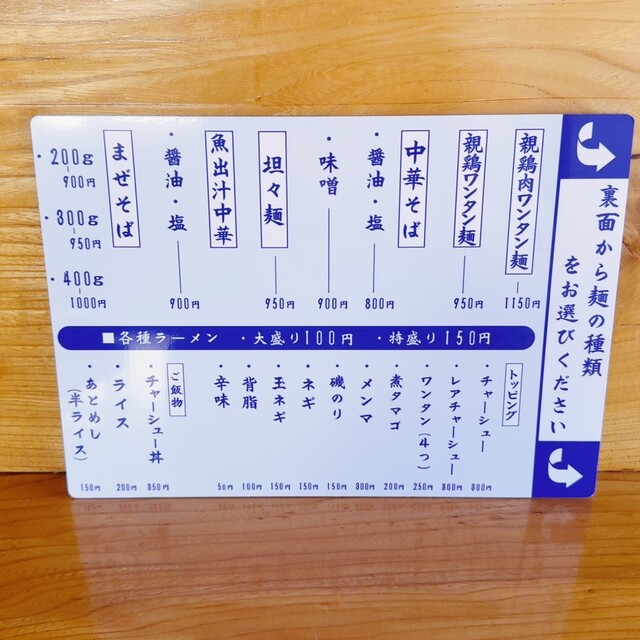 裏面から麺の種類
をお選びください
親鶏肉ワンタン麺 1150円
親鶏ワンタン麺 950円
中華そば
・醤油・塩 800円
・味噌 900円
坦々麺 950円
魚出汁中華
・醤油・塩 900円
まぜそば
・200g 900円
・300g 950円
・400g 1000円
■各種ラーメン ・大盛り100円 ・特盛り150円
トッピング
・チャーシュー 300円
・レアチャーシュー 300円
・ワンタン(4つ) 250円
・煮タマゴ 200円
・メンマ 300円
・磯のり 150円
・ネギ 150円
・玉ネギ 150円
・背脂 100円
・辛味 50円
ご飯物
・チャーシュー丼 350円
・ライス 200円
・あとめし 150円
(半ライス)